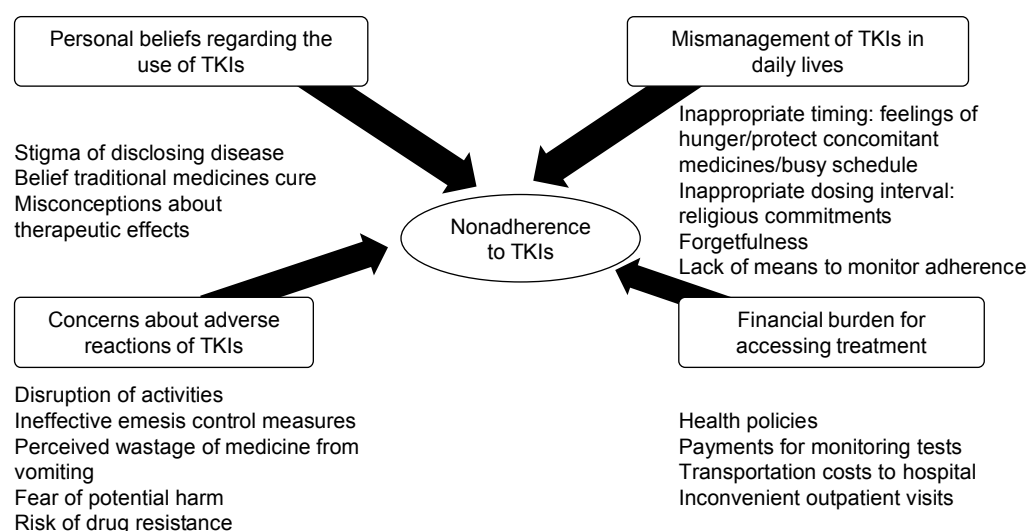 Personal beliefs regarding the
use of TKIs
Stigma of disclosing disease
Belief traditional medicines cure
Misconceptions about
therapeutic effects
Mismanagement of TKIs in
daily lives
Inappropriate timing: feelings of
hunger/protect concomitant
medicines/busy schedule
Inappropriate dosing interval:
religious commitments
Forgetfulness
Lack of means to monitor adherence
Nonadherence
to TKIs
Concerns about adverse
reactions of TKIs
Disruption of activities
Ineffective emesis control measures
Perceived wastage of medicine from
vomiting
Fear of potential harm
Risk of drug resistance
Financial burden for
accessing treatment
Health policies
Payments for monitoring tests
Transportation costs to hospital
Inconvenient outpatient visits